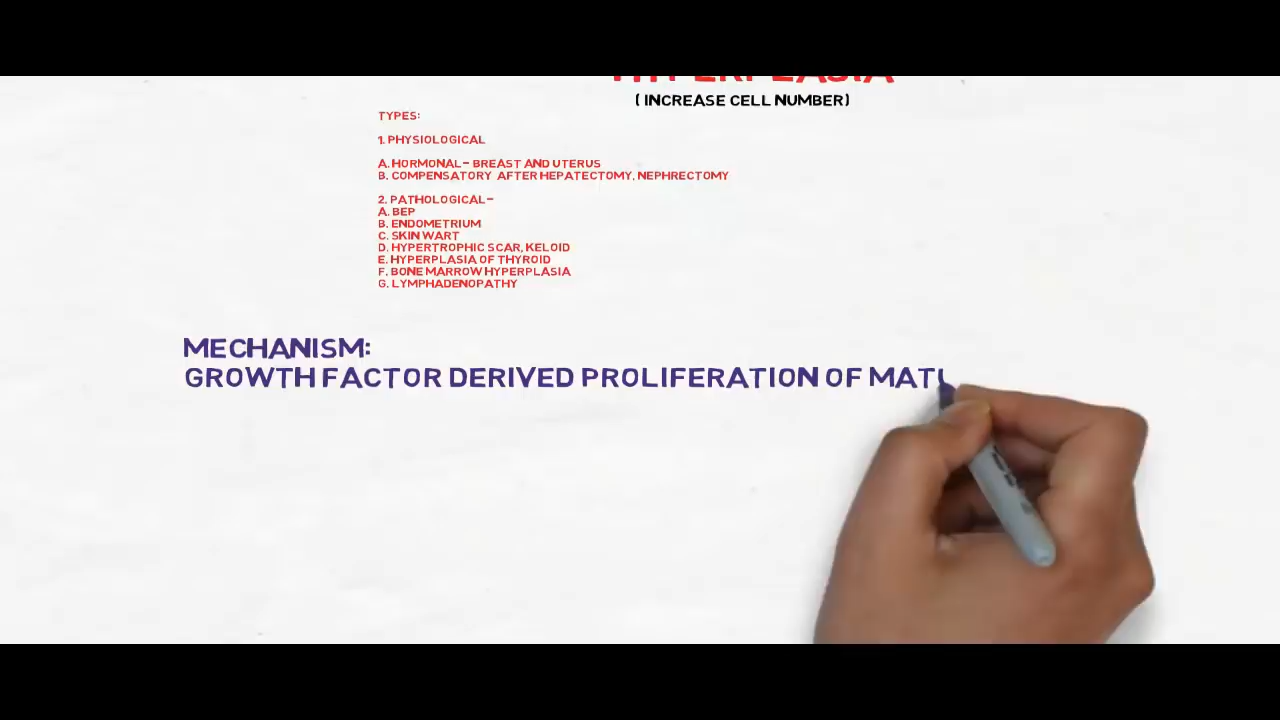 HYPERPLASIA
( INCREASE CELL NUMBER)
TYPES:
1. PHYSIOLOGICAL
A. HORMONAL- BREAST AND UTERUS
B. COMPENSATORY AFTER HEPATECTOMY, NEPHRECTOMY
2. PATHOLOGICAL-
A. BEP
B. ENDOMETRIUM
C. SKIN WART
D. HYPERTROPHIC SCAR, KELOID
E. HYPERPLASIA OF THYROID
F. BONE MARROW HYPERPLASIA
G. LYMPHADENOPATHY
MECHANISM:
GROWTH FACTOR DERIVED PROLIFERATION OF MAT